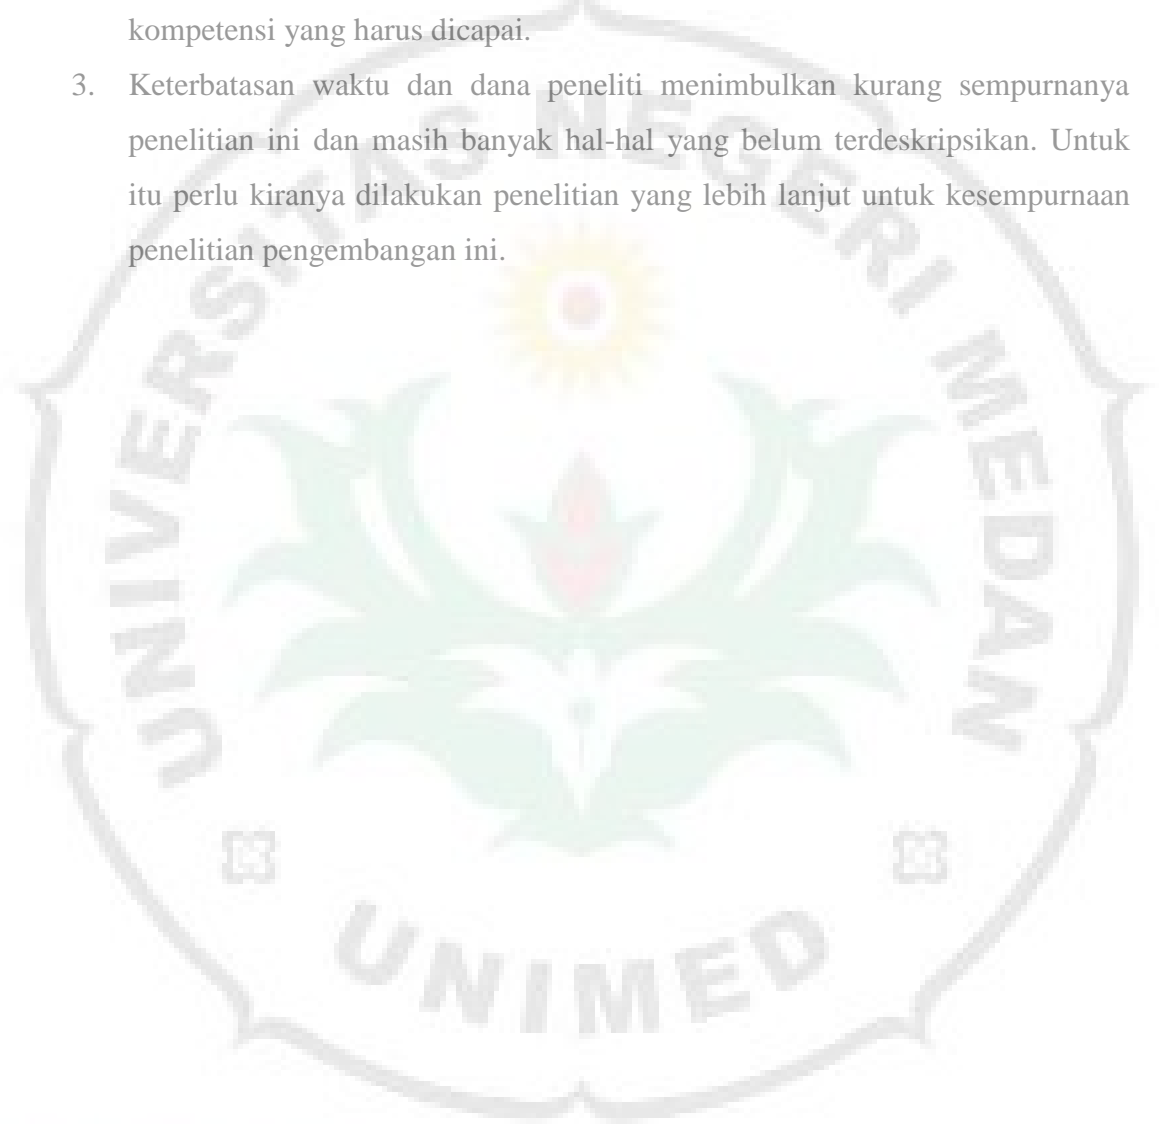 kompetensi yang harus dicapai.
3. Keterbatasan waktu dan dana peneliti menimbulkan kurang sempurnanya
penelitian ini dan masih banyak hal-hal yang belum terdeskripsikan. Untuk
itu perlu kiranya dilakukan penelitian yang lebih lanjut untuk kesempurnaan
penelitian pengembangan ini.
UNIVERSITAS NEGERI MEDAN
UNIMED